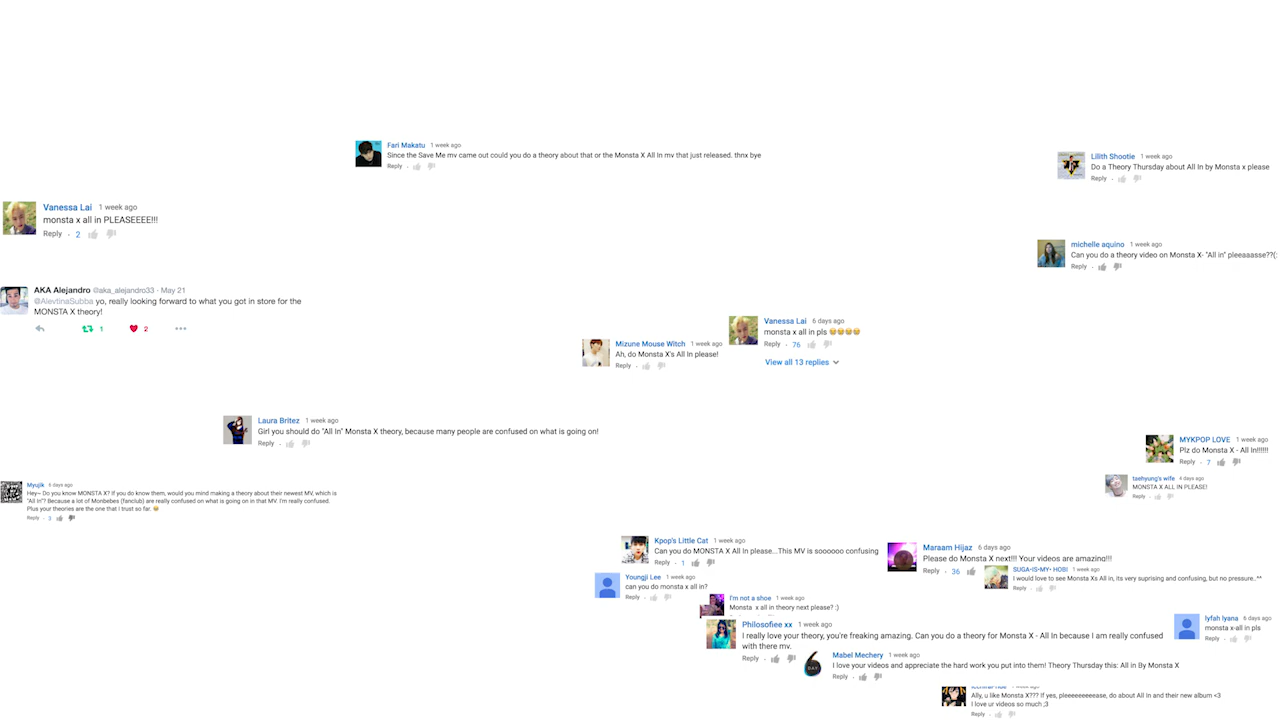 Fari Makatu 1 week ago
Since the Save Me mv came out could you do a theory about that or the Monsta X All In mv that just released. thnx bye
Reply
Lilith Shootie 1 week ago
Do a Theory Thursday about All In by Monsta x please
Reply
Vanessa Lai 1 week ago
monsta x all in PLEASEEEE!!!
Reply · 2
michelle aquino 1 week ago
Can you do a theory video on Monsta X- "All in" pleeaaasse??(:
Reply
AKA Alejandro @aka_alejandro33 · May 21
@AlevtinaSubba yo, really looking forward to what you got in store for the
MONSTA X theory!
1 2
Vanessa Lai 6 days ago
monsta x all in pls 😂😂😂😂
Reply · 76
View all 13 replies
Mizune Mouse Witch 1 week ago
Ah, do Monsta X's All In please!
Reply
Laura Britez 1 week ago
Girl you should do "All In" Monsta X theory, because many people are confused on what is going on!
Reply
MYKPOP LOVE 1 week ago
Plz do Monsta X - All In!!!!!!
Reply · 7
taehyung's wife 4 days ago
MONSTA X ALL IN PLEASE!
Reply
Myujik 6 days ago
Hey~ Do you know MONSTA X? If you do know them, would you mind making a theory about their newest MV, which is
"All In"? Because a lot of Monbebes (fanclub) are really confused on what is going on in that MV. I'm really confused.
Plus your theories are the one that I trust so far.
Reply · 3
Kpop's Little Cat 1 week ago
Can you do MONSTA X All In please...This MV is soooooo confusing
Reply · 1
Maraam Hijaz 6 days ago
Please do Monsta X next!!! Your videos are amazing!!!
Reply · 36
SUGA-IS-MY- HOBI 1 week ago
I would love to see Monsta Xs All in, its very suprising and confusing, but no pressure..^^
Reply
Youngji Lee 1 week ago
can you do monsta x all in?
Reply
I'm not a shoe 1 week ago
Monsta x all in theory next please? :)
Philosofiee xx 1 week ago
I really love your theory, you're freaking amazing. Can you do a theory for Monsta X - All In because I am really confused
with there mv.
Reply
Iyfah Iyana 6 days ago
monsta x-all in pls
Reply
Mabel Mechery 1 week ago
I love your videos and appreciate the hard work you put into them! Theory Thursday this: All in By Monsta X
Reply
Ally, u like Monsta X??? If yes, pleeeeeeeease, do about All In and their new album <3
I love ur videos so much ;3
Reply